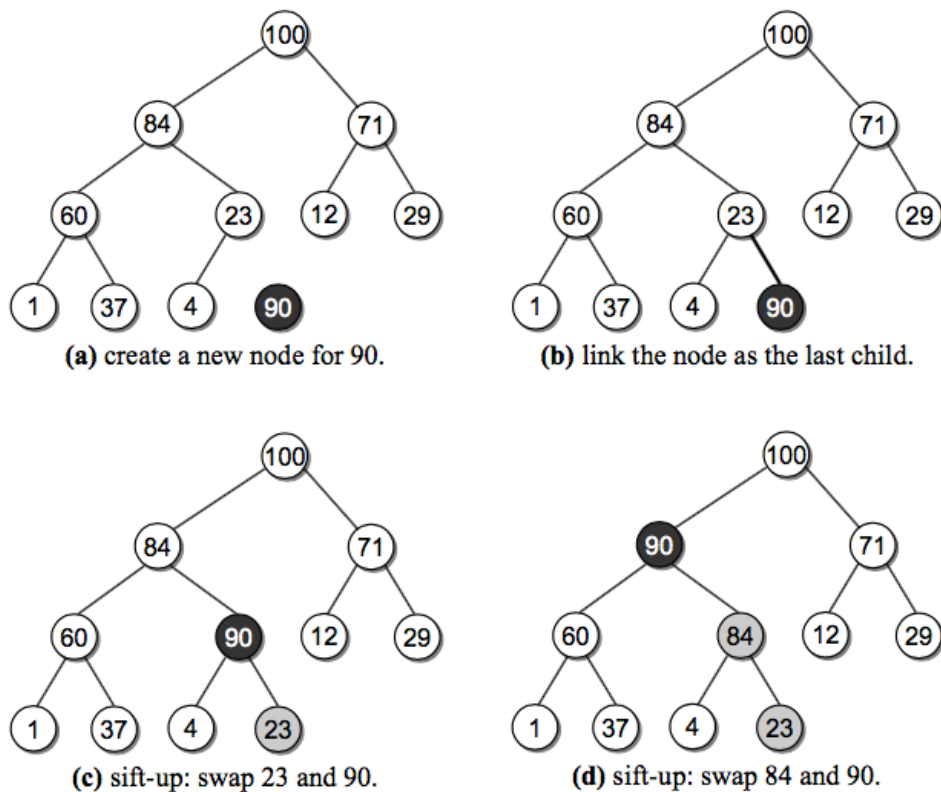 100 100
84 71 84 71
60 23 12 29 60 23 12 29
1 37 4 90 1 37 4 90
(a) create a new node for 90. (b) link the node as the last child.
100 100
84 71 90 71
60 90 12 29 60 84 12 29
1 37 4 23 1 37 4 23
(c) sift-up: swap 23 and 90. (d) sift-up: swap 84 and 90.